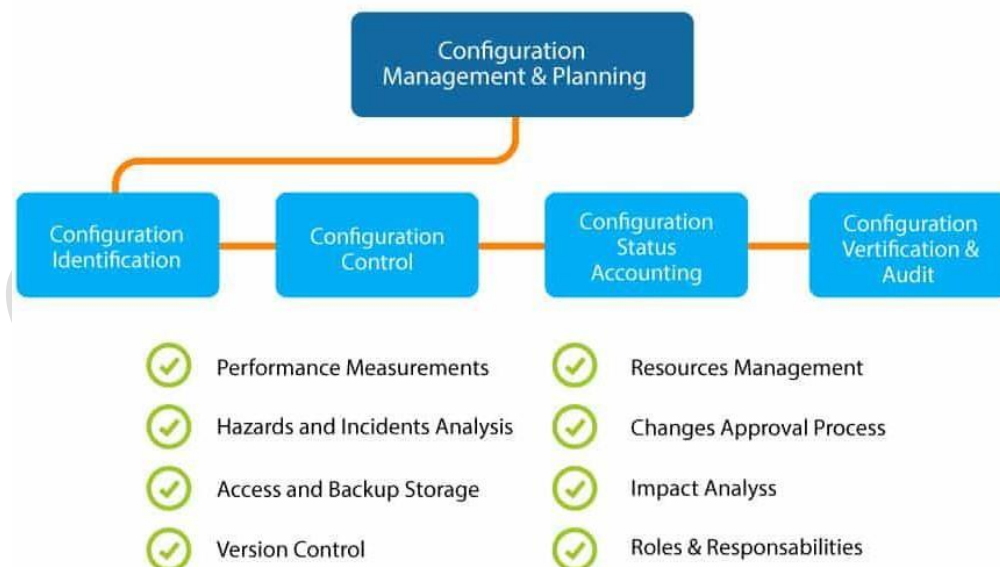 Configuration
Management & Planning
Configuration
Identification
Configuration
Control
Configuration
Status
Accounting
Configuration
Vertification &
Audit
Performance Measurements
Resources Management
Hazards and Incidents Analysis
Changes Approval Process
Access and Backup Storage
Impact Analyss
Version Control
Roles & Responsabilities